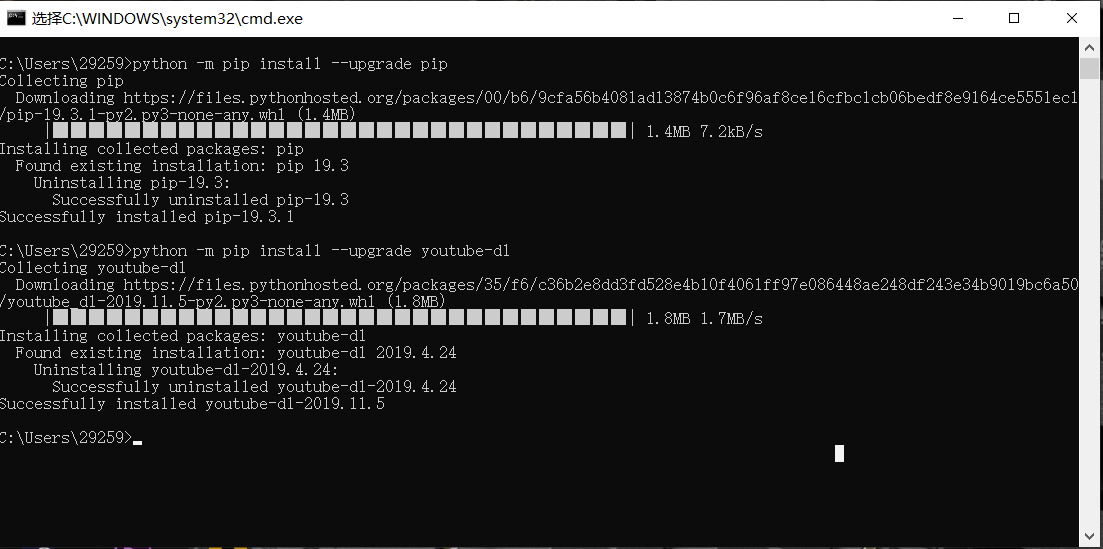 选择C:\WINDOWS\system32\cmd.exe
C:\Users\29259>python -m pip install --upgrade pip
Collecting pip
Downloading https://files.pythonhosted.org/packages/00/b6/9cfa56b4081ad13874b0c6f96af8ce16cfbc1cb06bedf8e9164ce5551ec1
/pip-19.3.1-py2.py3-none-any.whl (1.4MB)
| 1.4MB 7.2kB/s
Installing collected packages: pip
Found existing installation: pip 19.3
Uninstalling pip-19.3:
Successfully uninstalled pip-19.3
Successfully installed pip-19.3.1
C:\Users\29259>python -m pip install --upgrade youtube-dl
Collecting youtube-dl
Downloading https://files.pythonhosted.org/packages/35/f6/c36b2e8dd3fd528e4b10f4061ff97e086448ae248df243e34b9019bc6a50
/youtube_dl-2019.11.5-py2.py3-none-any.whl (1.8MB)
| 1.8MB 1.7MB/s
Installing collected packages: youtube-dl
Found existing installation: youtube-dl 2019.4.24
Uninstalling youtube-dl-2019.4.24:
Successfully uninstalled youtube-dl-2019.4.24
Successfully installed youtube-dl-2019.11.5
C:\Users\29259>